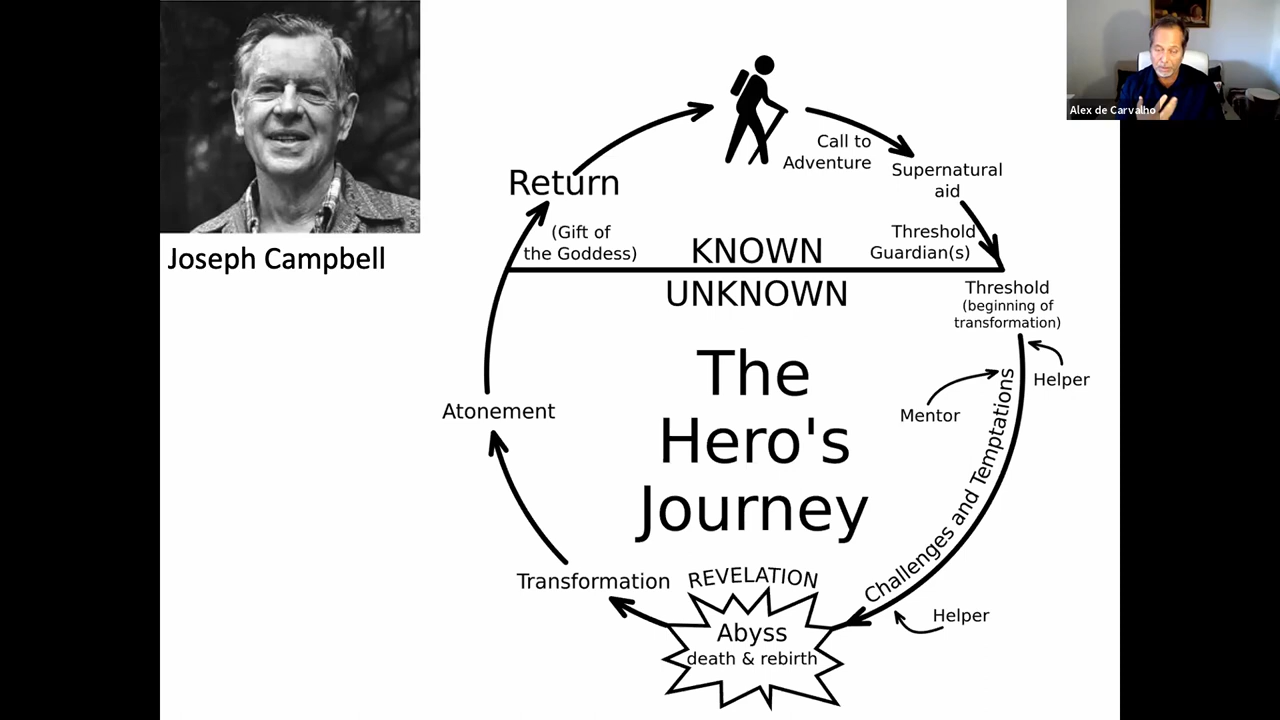 Joseph Campbell
Alex de Carvalho
Call to
Adventure
Supernatural
aid
Return
(Gift of
the Goddess)
Threshold
Guardian(s)
KNOWN
UNKNOWN
Threshold
(beginning of
transformation)
Helper
Mentor
Challenges and Temptations
The
Hero's
Journey
Atonement
Helper
REVELATION
Abyss
death & rebirth
Transformation